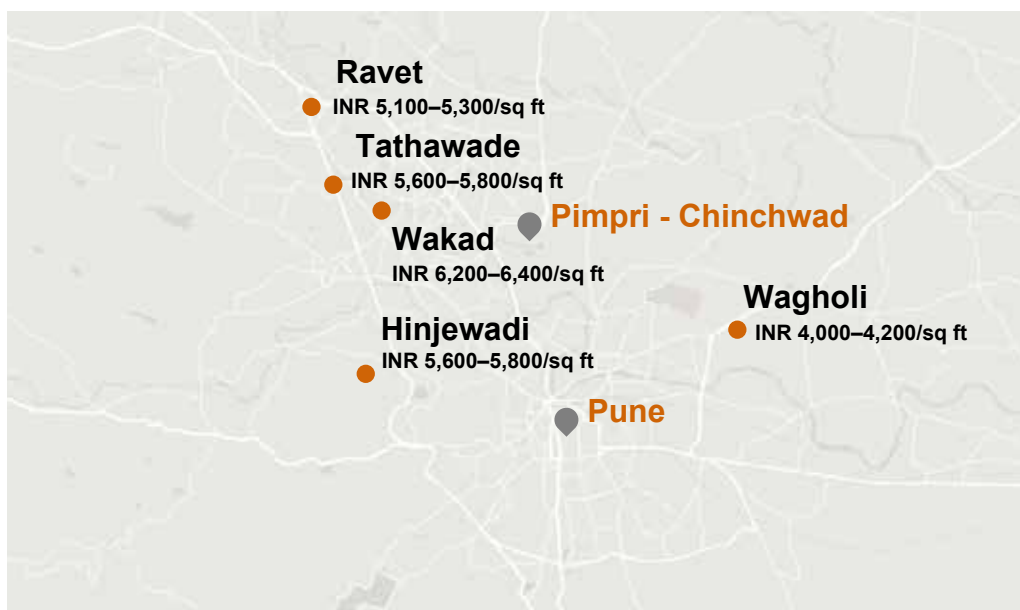 Ravet
INR 5,100–5,300/sq ft
Tathawade
INR 5,600–5,800/sq ft
Pimpri - Chinchwad
Wakad
INR 6,200–6,400/sq ft
Wagholi
INR 4,000–4,200/sq ft
Hinjewadi
INR 5,600–5,800/sq ft
Pune